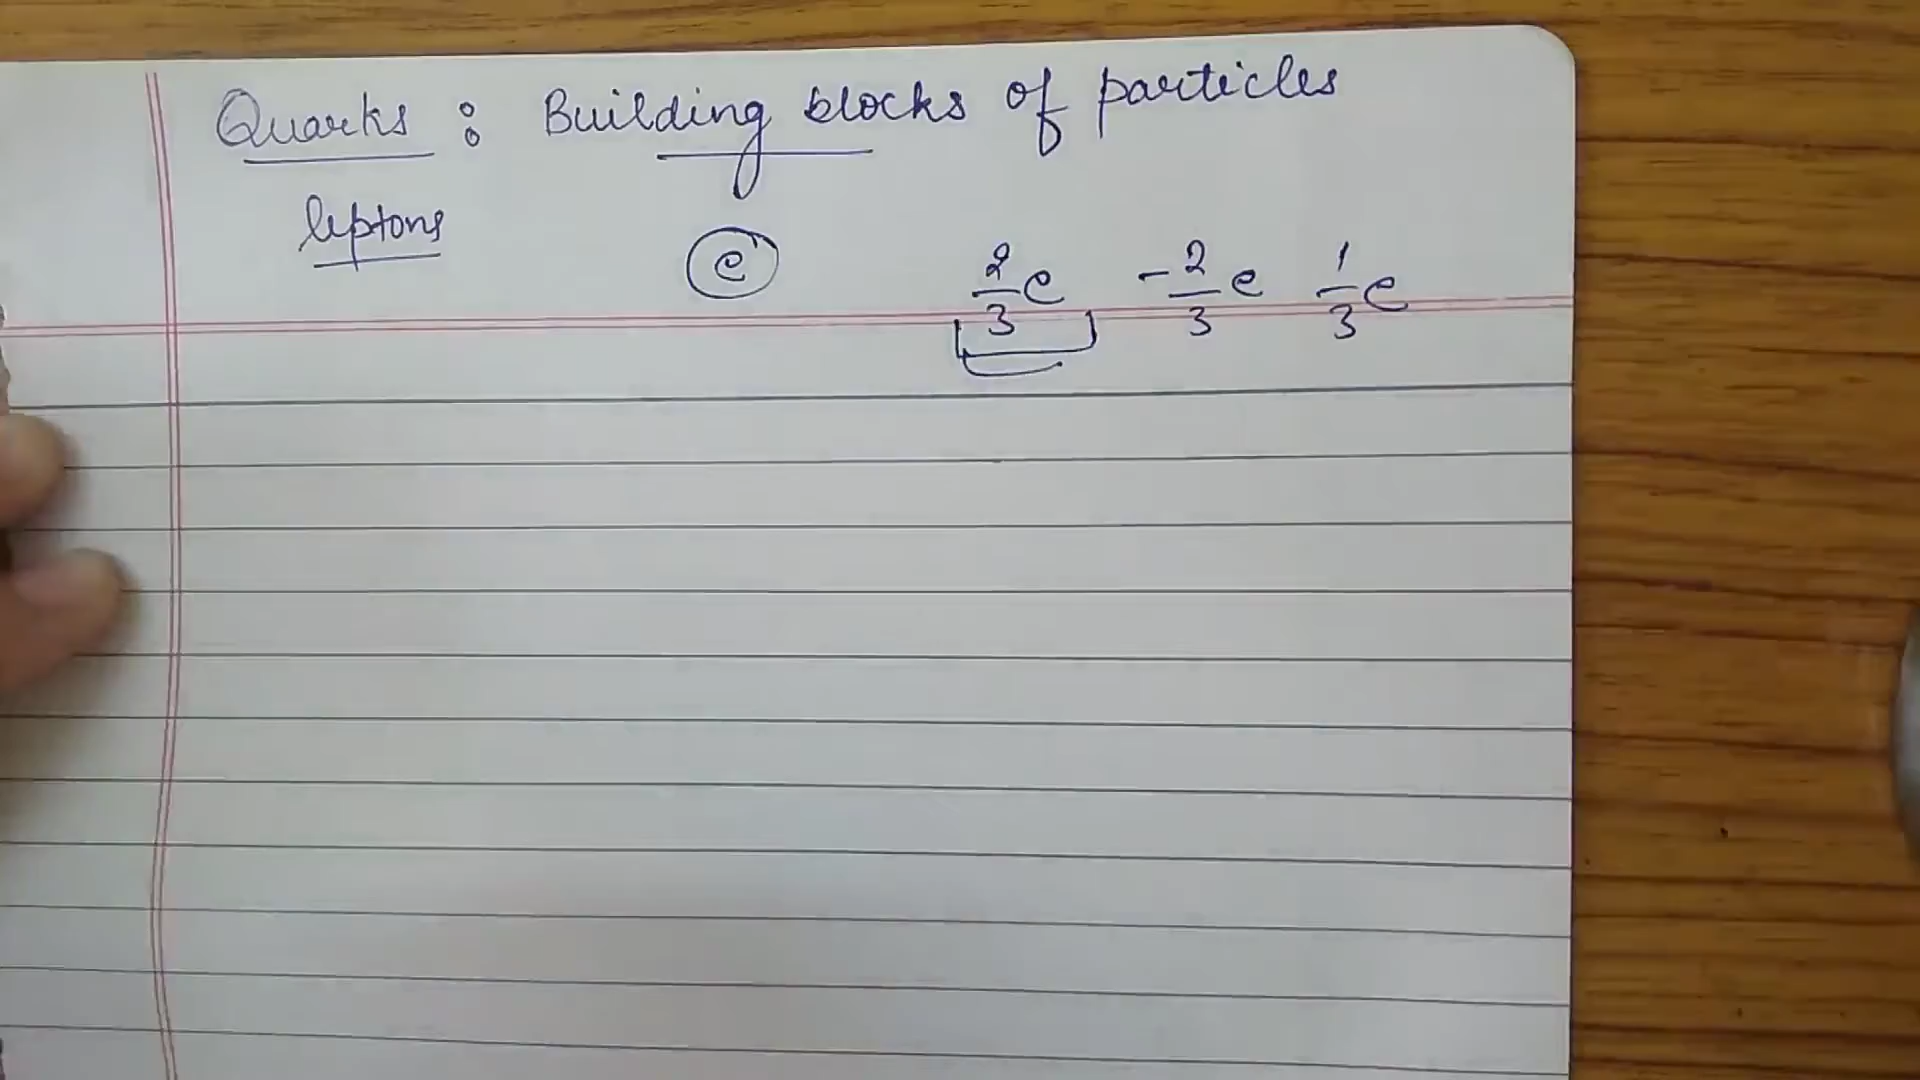 Quarks : Building blocks of particles
leptons
e 2/3 e -2/3 e 1/3 e